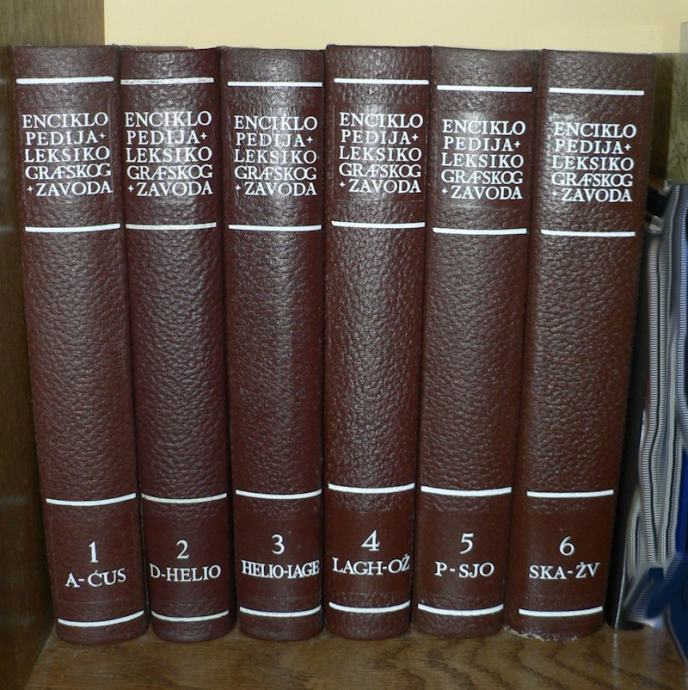 ENCIKLO
PEDIJA+
LEKSIKO
GRAFSKOG
+ZAVODA
1
A-ĆUS
ENCIKLO
PEDIJA+
LEKSIKO
GRAFSKOG
+ZAVODA
2
D-HELIO
ENCIKLO
PEDIJA+
LEKSIKO
GRAFSKOG
+ZAVODA
3
HELIO-IAGE
ENCIKLO
PEDIJA+
LEKSIKO
GRAFSKOG
+ZAVODA
4
LAGH-OŽ
ENCIKLO
PEDIJA+
LEKSIKO
GRAFSKOG
+ZAVODA
5
P-SJO
ENCIKLO
PEDIJA+
LEKSIKO
GRAFSKOG
+ZAVODA
6
SKA-ŽV